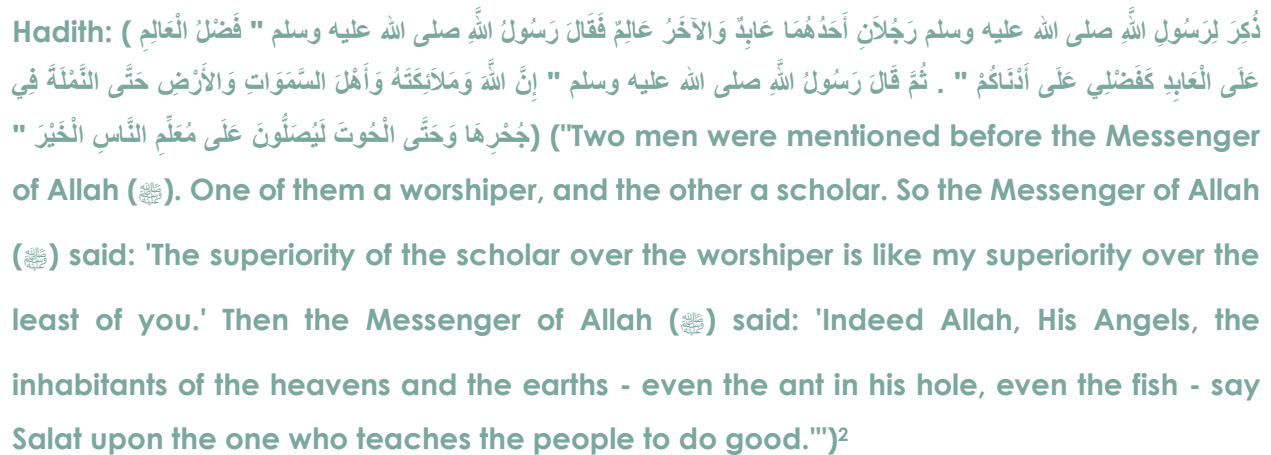 Hadith: ( ذُكِرَ لِرَسُولِ اللَّهِ صلى الله عليه وسلم رَجُلاَنِ أَحَدُهُمَا عَابِدٌ وَالآخَرُ عَالِمٌ فَقَالَ رَسُولُ اللَّهِ صلى الله عليه وسلم " فَضْلُ الْعَالِمِ
عَلَى الْعَابِدِ كَفَضْلِي عَلَى أَدْنَاكُمْ " . ثُمَّ قَالَ رَسُولُ اللَّهِ صلى الله عليه وسلم " إِنَّ اللَّهَ وَمَلاَئِكَتَهُ وَأَهْلَ السَّمَوَاتِ وَالأَرْضِ حَتَّى النَّمْلَةَ فِي
جُحْرِهَا وَحَتَّى الْحُوتَ لَيُصَلُّونَ عَلَى مُعَلِّمِ النَّاسِ الْخَيْرَ ") ("Two men were mentioned before the Messenger
of Allah (ﷺ). One of them a worshiper, and the other a scholar. So the Messenger of Allah
(ﷺ) said: 'The superiority of the scholar over the worshiper is like my superiority over the
least of you.' Then the Messenger of Allah (ﷺ) said: 'Indeed Allah, His Angels, the
inhabitants of the heavens and the earths - even the ant in his hole, even the fish - say
Salat upon the one who teaches the people to do good.'")²